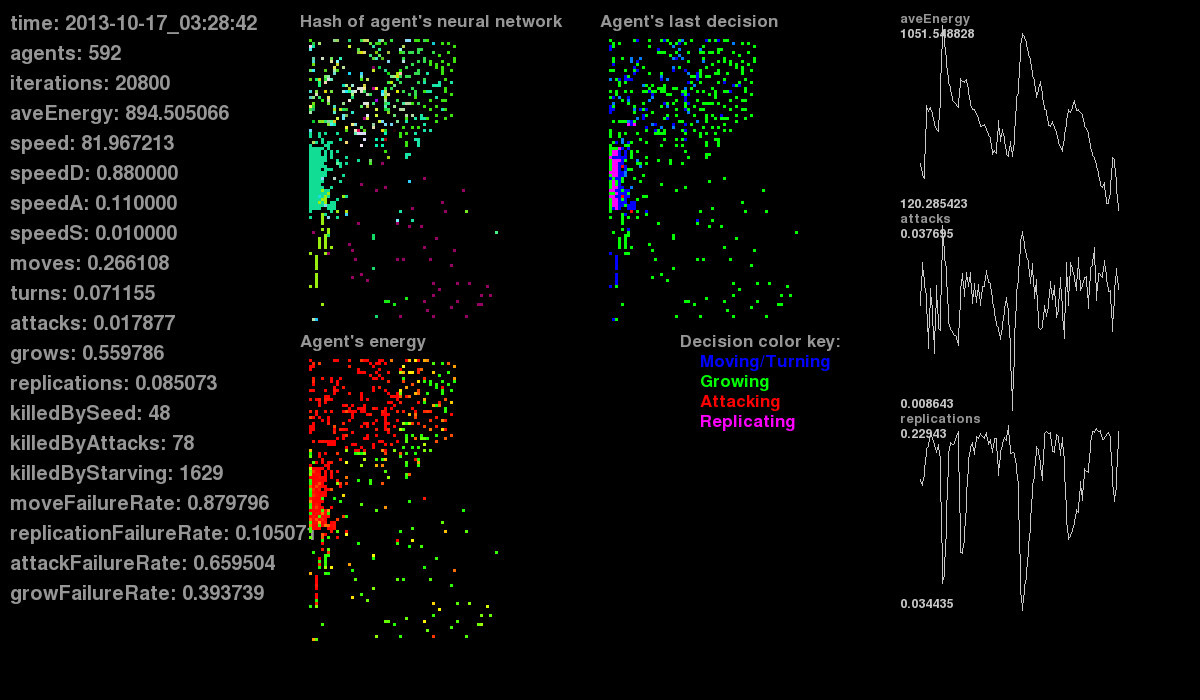 time: 2013-10-17_03:28:42
agents: 592
iterations: 20800
aveEnergy: 894.505066
speed: 81.967213
speedD: 0.880000
speedA: 0.110000
speedS: 0.010000
moves: 0.266108
turns: 0.071155
attacks: 0.017877
grows: 0.559786
replications: 0.085073
killedBySeed: 48
killedByAttacks: 78
killedByStarving: 1629
moveFailureRate: 0.879796
replicationFailureRate: 0.105071
attackFailureRate: 0.659504
growFailureRate: 0.393739
Hash of agent's neural network
Agent's last decision
Agent's energy
Decision color key:
Moving/Turning
Growing
Attacking
Replicating
aveEnergy
1051.548828
120.285423
attacks
0.037695
0.008643
replications
0.22943
0.034435